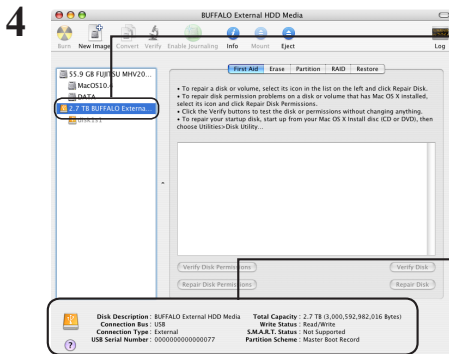 4
BUFFALO External HDD Media
Burn New Image Convert Verify Enable Journaling Info Mount Eject Log
First Aid Erase Partition RAID Restore
55.9 GB FUJITSU MHV20...
MacOS10.4
DATA
2.7 TB BUFFALO Externa...
disk1s1
• To repair a disk or volume, select its icon in the list on the left and click Repair Disk.
• To repair disk permission problems on a disk or volume that has Mac OS X installed,
select its icon and click Repair Disk Permissions.
• Click the Verify buttons to test the disk or permissions without changing anything.
• To repair your startup disk, start up from your Mac OS X Install disc (CD or DVD), then
choose Utilities>Disk Utility...
Verify Disk Permissions Verify Disk
Repair Disk Permissions Repair Disk
Disk Description : BUFFALO External HDD Media Total Capacity : 2.7 TB (3,000,592,982,016 Bytes)
Connection Bus : USB Write Status : Read/Write
Connection Type : External S.M.A.R.T. Status : Not Supported
USB Serial Number : 0000000000000077 Partition Scheme : Master Boot Record
?